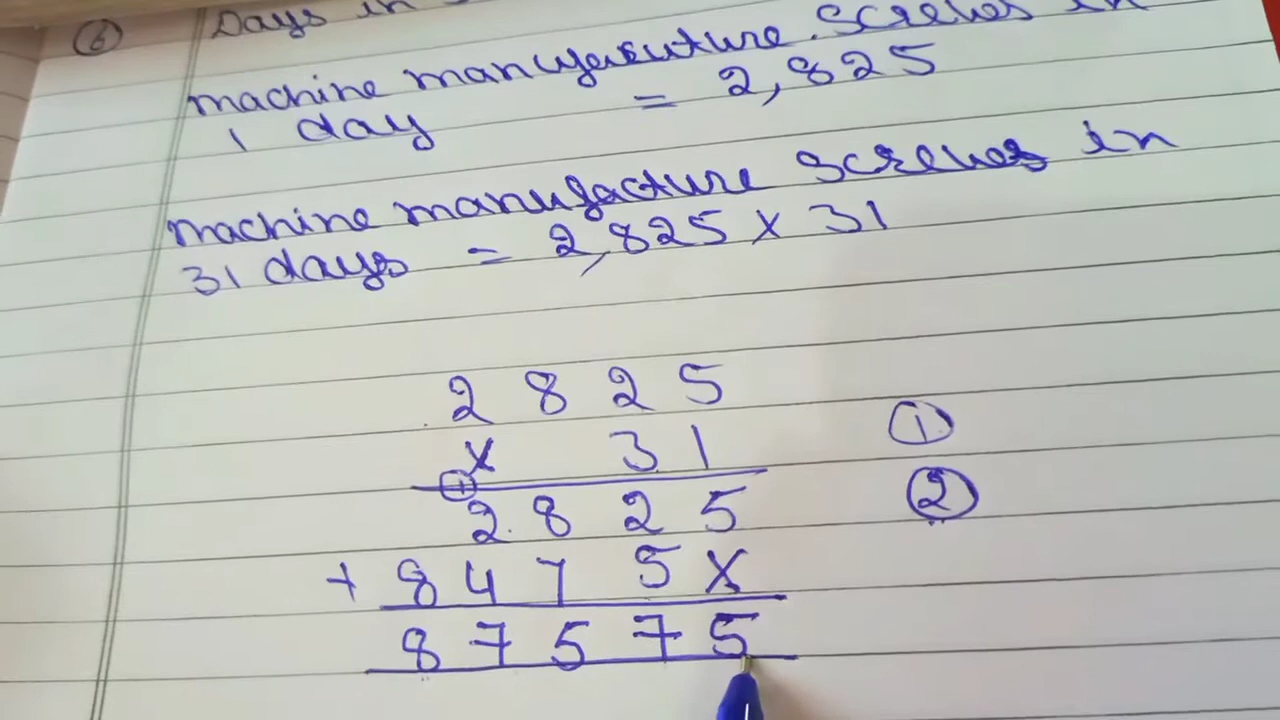 6 Days in
machine manufacuture screws in
1 day = 2,825
machine manufacture screws in
31 days = 2,825 x 31
2 8 2 5
x 3 1 1
+
2 8 2 5 2
+ 8 4 7 5 x
8 7 5 7 5